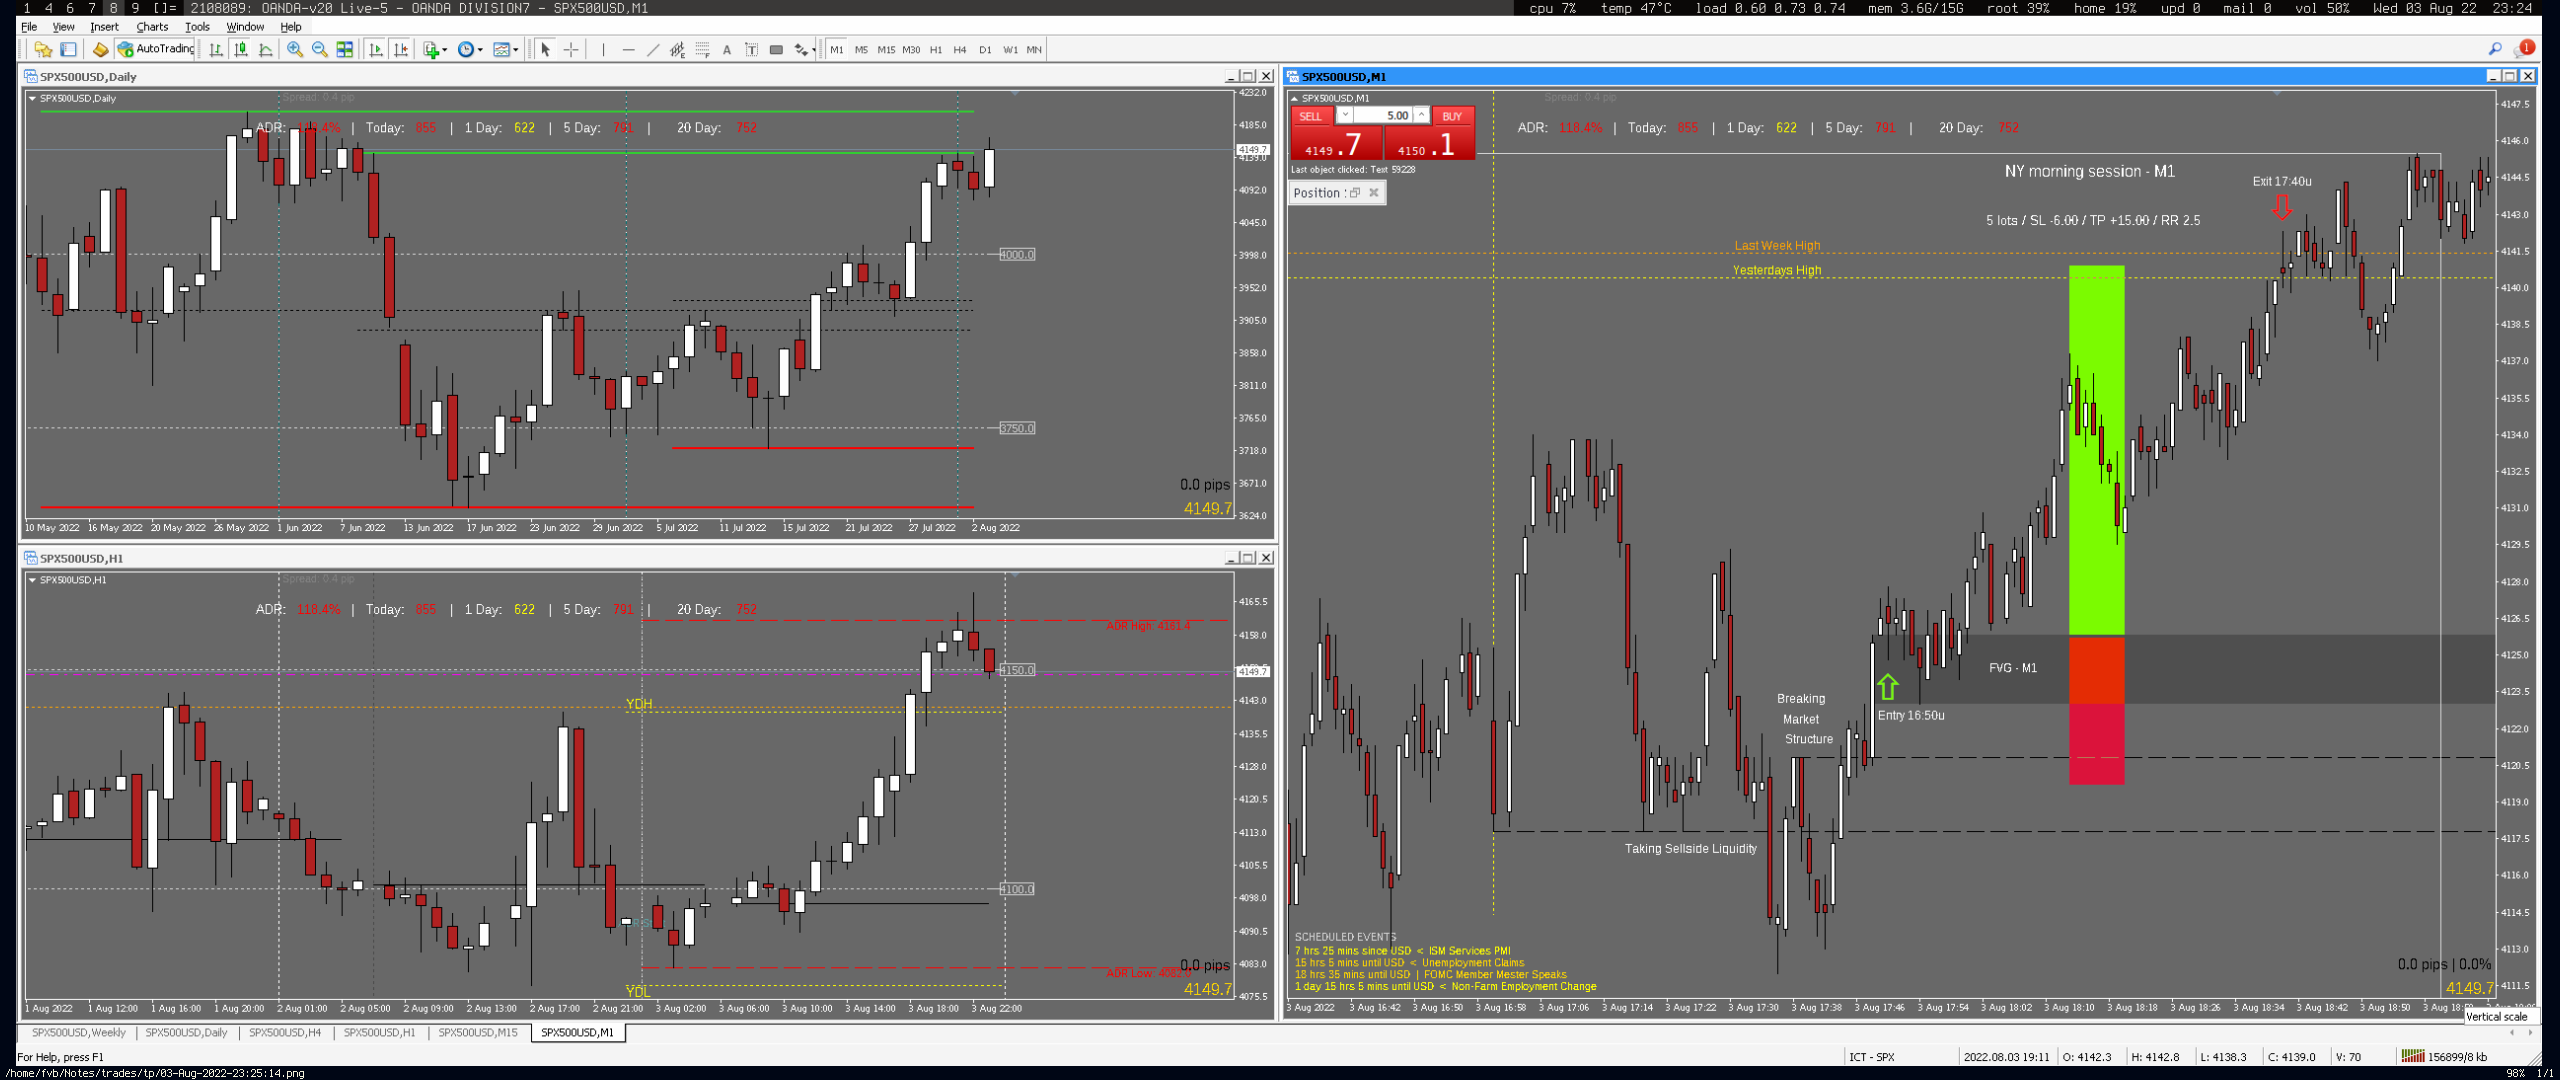 1 4 6 7 8 9 []= 2108089: OANDA-v20 Live-5 - OANDA DIVISION7 - SPX500USD,M1
cpu 7% temp 47°C load 0.60 0.73 0.74 mem 3.6G/15G root 39% home 19% upd 0 mail 0 vol 50% Wed 03 Aug 22 23:24
File View Insert Charts Tools Window Help
AutoTrading
A T
M1 M5 M15 M30 H1 H4 D1 W1 MN
1
SPX500USD,Daily
SPX500USD,Daily
Spread: 0.4 pip
ADR: 118.4% | Today: 855 | 1 Day: 622 | 5 Day: 791 | 20 Day: 752
4232.0
4185.0
4149.7
4139.0
4092.0
4045.0
3998.0
3952.0
3905.0
3858.0
3811.0
3765.0
3718.0
3671.0
3624.0
4000.0
3750.0
0.0 pips
4149.7
10 May 2022 16 May 2022 20 May 2022 26 May 2022 1 Jun 2022 7 Jun 2022 13 Jun 2022 17 Jun 2022 23 Jun 2022 29 Jun 2022 5 Jul 2022 11 Jul 2022 15 Jul 2022 21 Jul 2022 27 Jul 2022 2 Aug 2022
SPX500USD,H1
SPX500USD,H1
Spread: 0.4 pip
ADR: 118.4% | Today: 855 | 1 Day: 622 | 5 Day: 791 | 20 Day: 752
ADR High: 4161.4
4150.0
YDH
4100.0
ADR Low: 4082.0
YDL
4165.5
4158.0
4149.7
4143.0
4135.5
4128.0
4120.5
4113.0
4105.5
4098.0
4090.5
4083.0
4075.5
0.0 pips
4149.7
1 Aug 2022 1 Aug 12:00 1 Aug 16:00 1 Aug 20:00 2 Aug 01:00 2 Aug 05:00 2 Aug 09:00 2 Aug 13:00 2 Aug 17:00 2 Aug 21:00 3 Aug 02:00 3 Aug 06:00 3 Aug 10:00 3 Aug 14:00 3 Aug 18:00 3 Aug 22:00
SPX500USD,M1
SPX500USD,M1
Spread: 0.4 pip
SELL 5.00 BUY
4149 .7 4150 .1
Last object clicked: Text 59228
Position :
ADR: 118.4% | Today: 855 | 1 Day: 622 | 5 Day: 791 | 20 Day: 752
NY morning session - M1
5 lots / SL -6.00 / TP +15.00 / RR 2.5
Exit 17:40u
Last Week High
Yesterdays High
FVG - M1
Breaking
Market
Structure
Entry 16:50u
Taking Sellside Liquidity
SCHEDULED EVENTS
7 hrs 25 mins since USD < ISM Services PMI
15 hrs 5 mins until USD < Unemployment Claims
18 hrs 35 mins until USD | FOMC Member Mester Speaks
1 day 15 hrs 5 mins until USD < Non-Farm Employment Change
4147.5
4146.0
4144.5
4143.0
4141.5
4140.0
4138.5
4137.0
4135.5
4134.0
4132.5
4131.0
4129.5
4128.0
4126.5
4125.0
4123.5
4122.0
4120.5
4119.0
4117.5
4116.0
4114.5
4113.0
4111.5
0.0 pips | 0.0%
4149.7
3 Aug 2022 3 Aug 16:42 3 Aug 16:50 3 Aug 16:58 3 Aug 17:06 3 Aug 17:14 3 Aug 17:22 3 Aug 17:30 3 Aug 17:38 3 Aug 17:46 3 Aug 17:54 3 Aug 18:02 3 Aug 18:10 3 Aug 18:18 3 Aug 18:26 3 Aug 18:34 3 Aug 18:42 3 Aug 18:50
Vertical scale
SPX500USD,Weekly SPX500USD,Daily SPX500USD,H4 SPX500USD,H1 SPX500USD,M15 SPX500USD,M1
For Help, press F1
ICT - SPX 2022.08.03 19:11 O: 4142.3 H: 4142.8 L: 4138.3 C: 4139.0 V: 70 156899/8 kb
/home/fvb/Notes/trades/tp/03-Aug-2022-23:25:14.png
98% 1/1